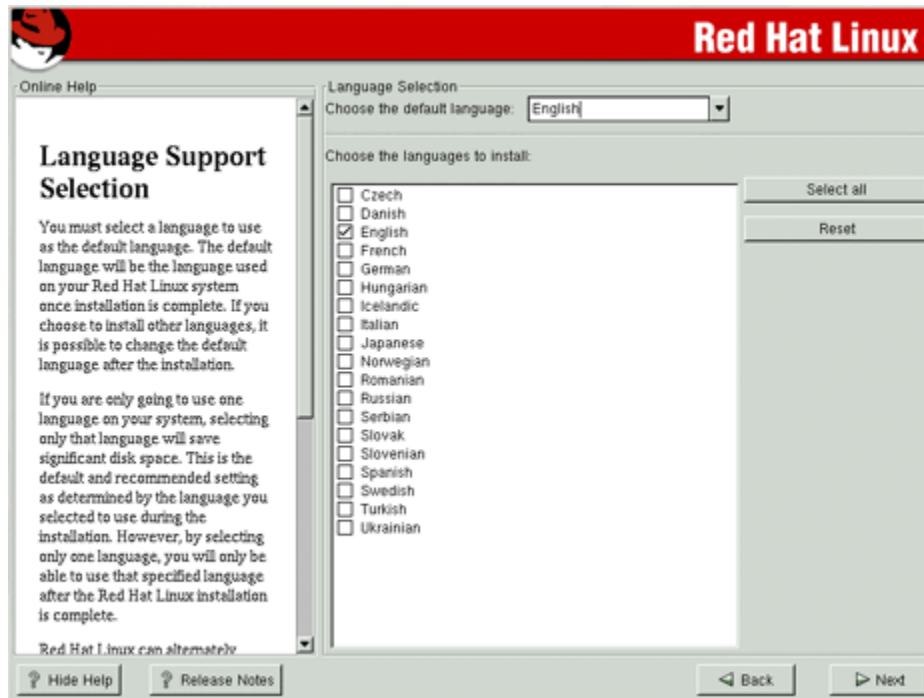 Red Hat Linux
Online Help
Language Support
Selection
You must select a language to use
as the default language. The default
language will be the language used
on your Red Hat Linux system
once installation is complete. If you
choose to install other languages, it
is possible to change the default
language after the installation.
If you are only going to use one
language on your system, selecting
only that language will save
significant disk space. This is the
default and recommended setting
as determined by the language you
selected to use during the
installation. However, by selecting
only one language, you will only be
able to use that specified language
after the Red Hat Linux installation
is complete.
Red Hat Linux can alternately
Language Selection
Choose the default language: English
Choose the languages to install:
Czech
Danish
English
French
German
Hungarian
Icelandic
Italian
Japanese
Norwegian
Romanian
Russian
Serbian
Slovak
Slovenian
Spanish
Swedish
Turkish
Ukrainian
Select all
Reset
Hide Help
Release Notes
Back
Next